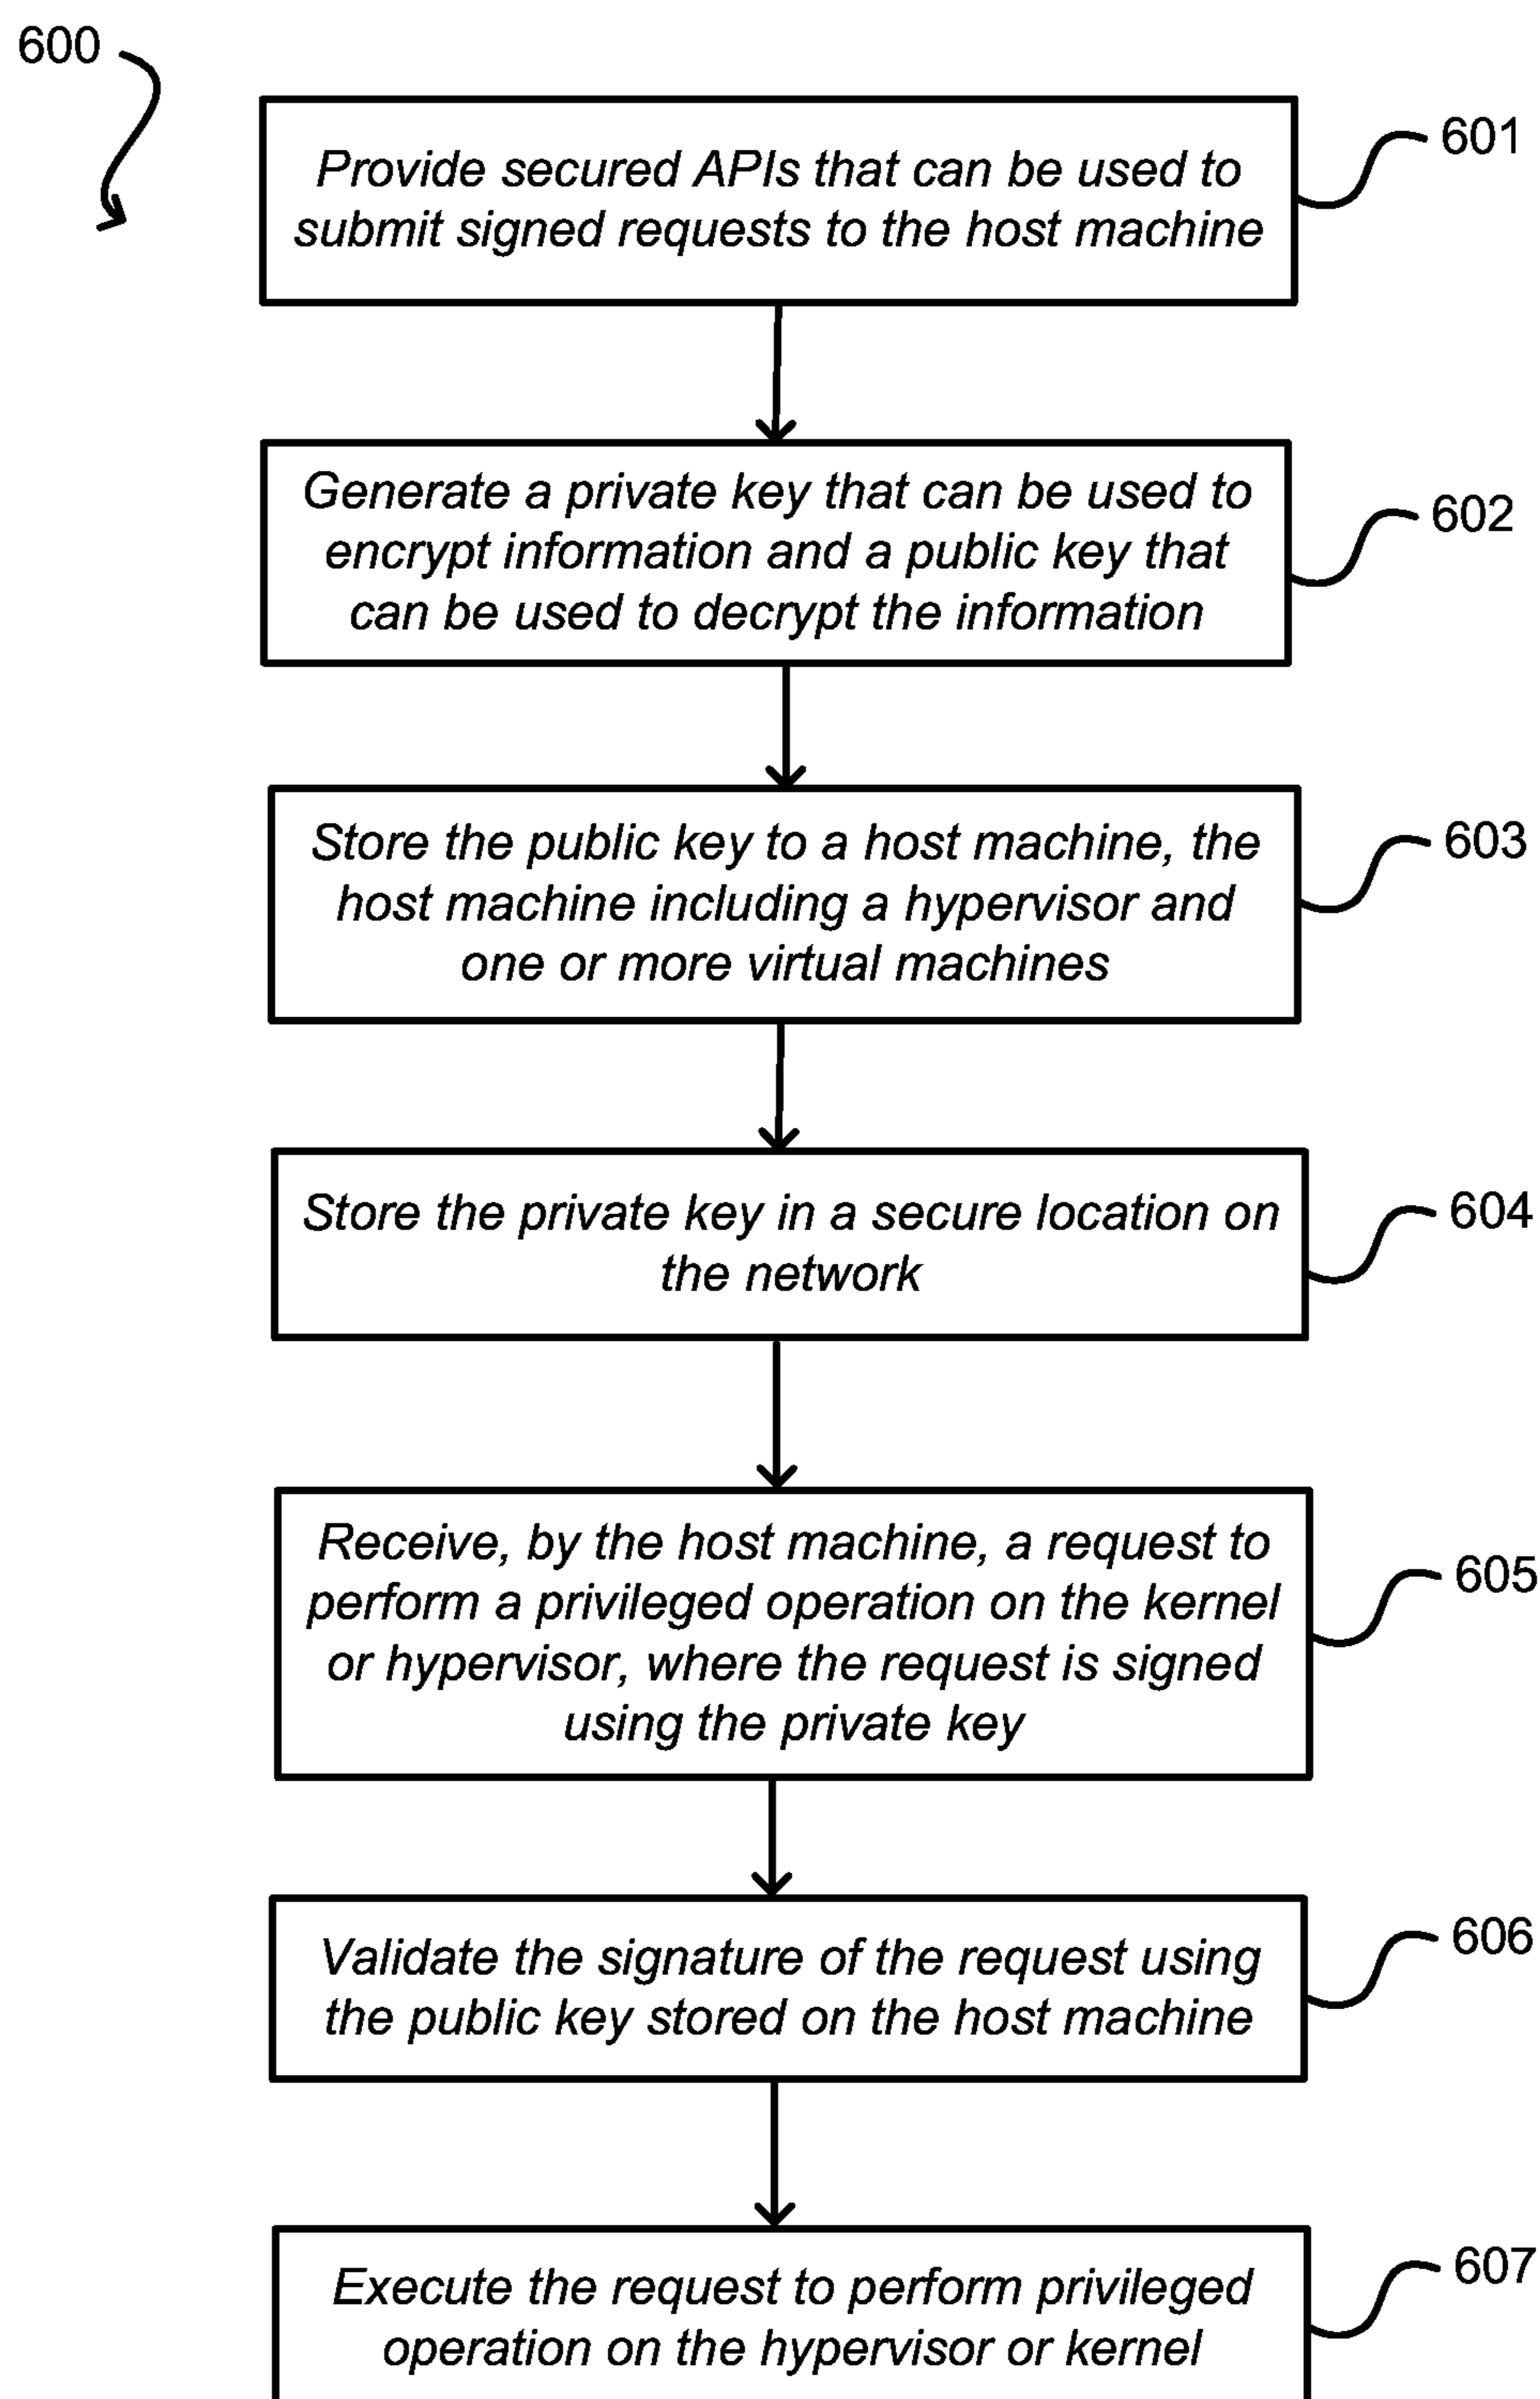 600
Provide secured APIs that can be used to
submit signed requests to the host machine
601
Generate a private key that can be used to
encrypt information and a public key that
can be used to decrypt the information
602
Store the public key to a host machine, the
host machine including a hypervisor and
one or more virtual machines
603
Store the private key in a secure location on
the network
604
Receive, by the host machine, a request to
perform a privileged operation on the kernel
or hypervisor, where the request is signed
using the private key
605
Validate the signature of the request using
the public key stored on the host machine
606
Execute the request to perform privileged
operation on the hypervisor or kernel
607